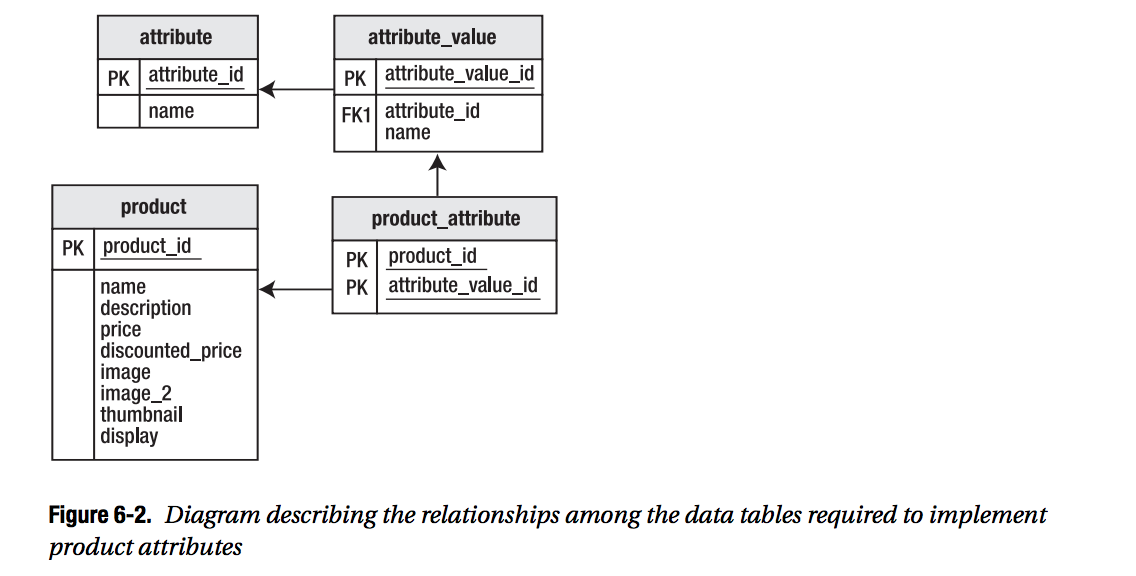 attribute
PK attribute_id
name
attribute_value
PK attribute_value_id
FK1 attribute_id
name
product
PK product_id
name
description
price
discounted_price
image
image_2
thumbnail
display
product_attribute
PK product_id
PK attribute_value_id
Figure 6-2. Diagram describing the relationships among the data tables required to implement
product attributes